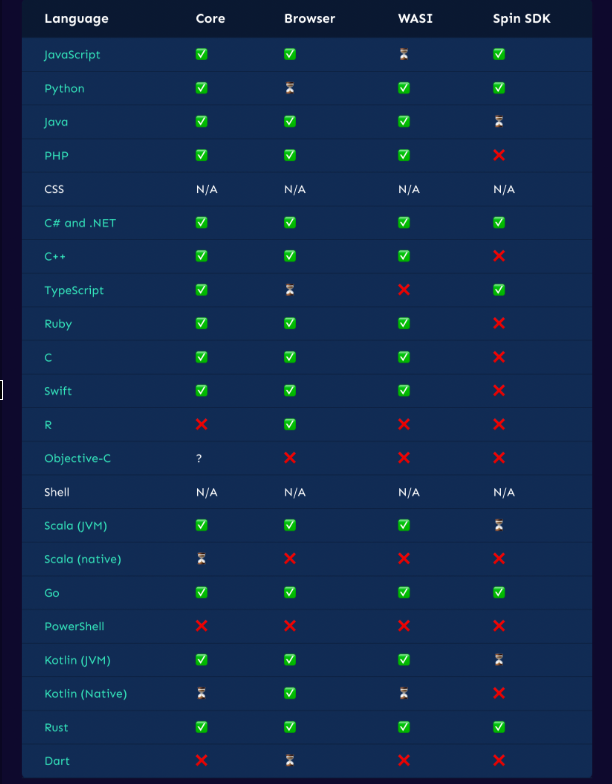 Language Core Browser WASI Spin SDK
JavaScript ✅ ✅ ⏳ ✅
Python ✅ ⏳ ✅ ✅
Java ✅ ✅ ✅ ⏳
PHP ✅ ✅ ✅ ❌
CSS N/A N/A N/A N/A
C# and .NET ✅ ✅ ✅ ✅
C++ ✅ ✅ ✅ ❌
TypeScript ✅ ⏳ ❌ ✅
Ruby ✅ ✅ ✅ ❌
C ✅ ✅ ✅ ❌
Swift ✅ ✅ ✅ ❌
R ❌ ✅ ❌ ❌
Objective-C ? ❌ ❌ ❌
Shell N/A N/A N/A N/A
Scala (JVM) ✅ ✅ ✅ ⏳
Scala (native) ⏳ ❌ ❌ ❌
Go ✅ ✅ ✅ ✅
PowerShell ❌ ❌ ❌ ❌
Kotlin (JVM) ✅ ✅ ✅ ⏳
Kotlin (Native) ⏳ ✅ ⏳ ❌
Rust ✅ ✅ ✅ ✅
Dart ❌ ⏳ ❌ ❌